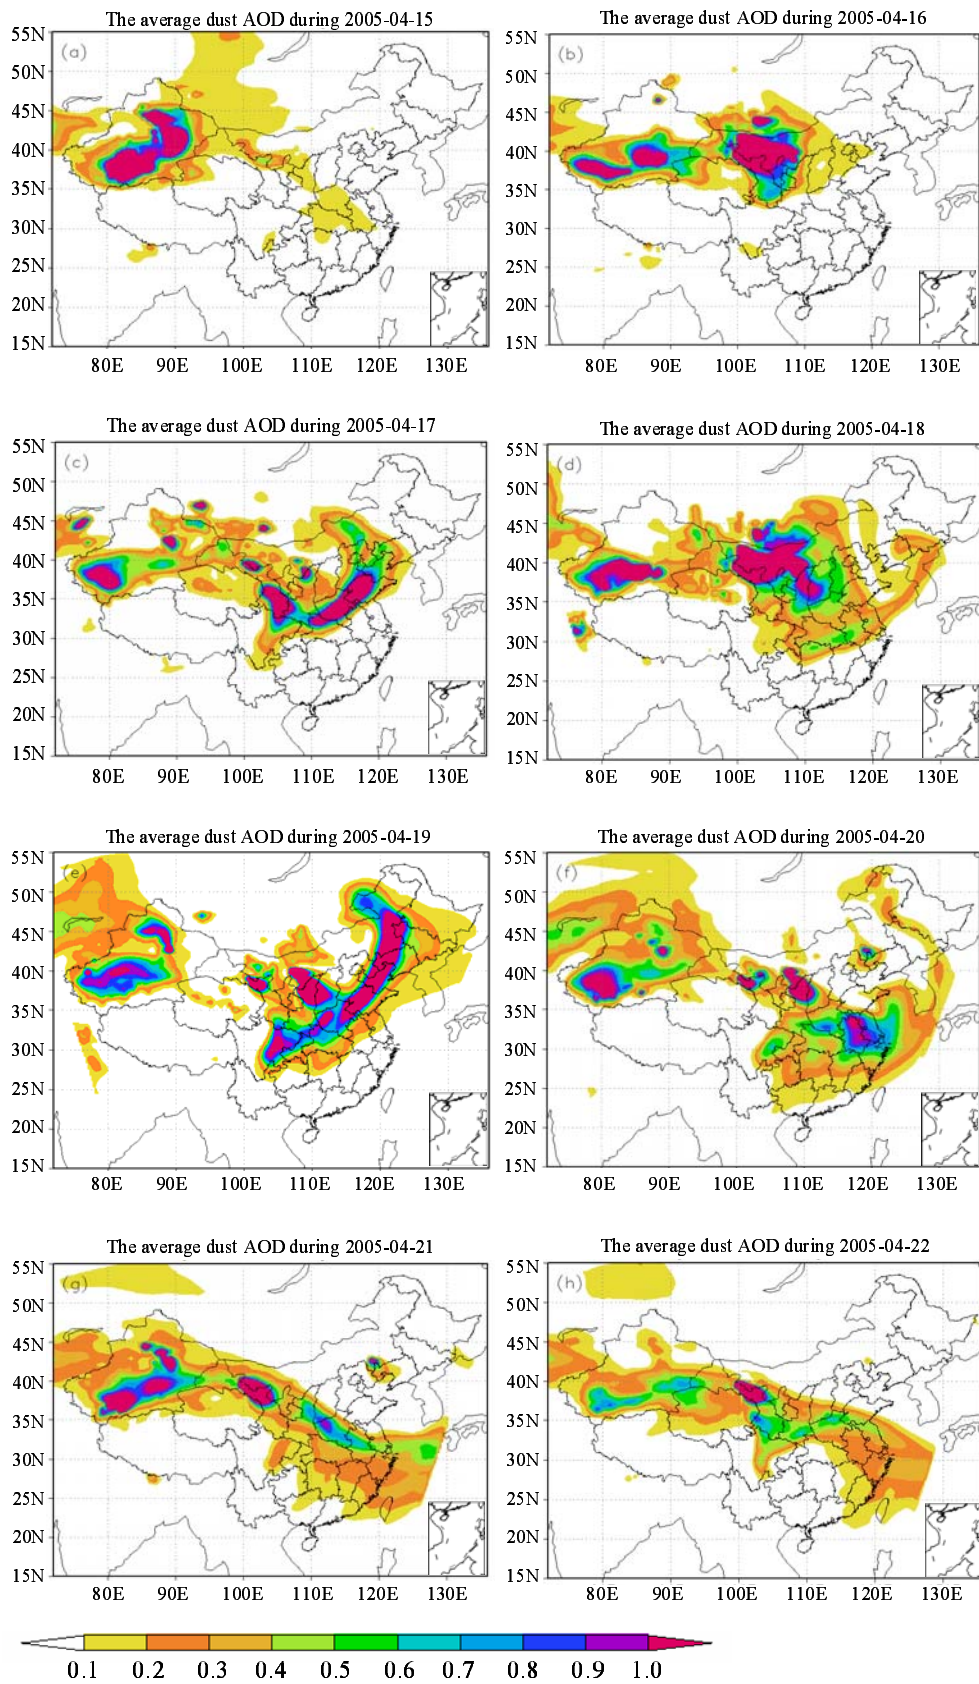 The average dust AOD during 2005-04-15
The average dust AOD during 2005-04-16
(a)
(b)
55N
50N
45N
40N
35N
30N
25N
20N
15N
80E 90E 100E 110E 120E 130E
55N
50N
45N
40N
35N
30N
25N
20N
15N
80E 90E 100E 110E 120E 130E
The average dust AOD during 2005-04-17
The average dust AOD during 2005-04-18
(c)
(d)
55N
50N
45N
40N
35N
30N
25N
20N
15N
80E 90E 100E 110E 120E 130E
55N
50N
45N
40N
35N
30N
25N
20N
15N
80E 90E 100E 110E 120E 130E
The average dust AOD during 2005-04-19
The average dust AOD during 2005-04-20
(e)
(f)
55N
50N
45N
40N
35N
30N
25N
20N
15N
80E 90E 100E 110E 120E 130E
55N
50N
45N
40N
35N
30N
25N
20N
15N
80E 90E 100E 110E 120E 130E
The average dust AOD during 2005-04-21
The average dust AOD during 2005-04-22
(g)
(h)
55N
50N
45N
40N
35N
30N
25N
20N
15N
80E 90E 100E 110E 120E 130E
55N
50N
45N
40N
35N
30N
25N
20N
15N
80E 90E 100E 110E 120E 130E
0.1 0.2 0.3 0.4 0.5 0.6 0.7 0.8 0.9 1.0